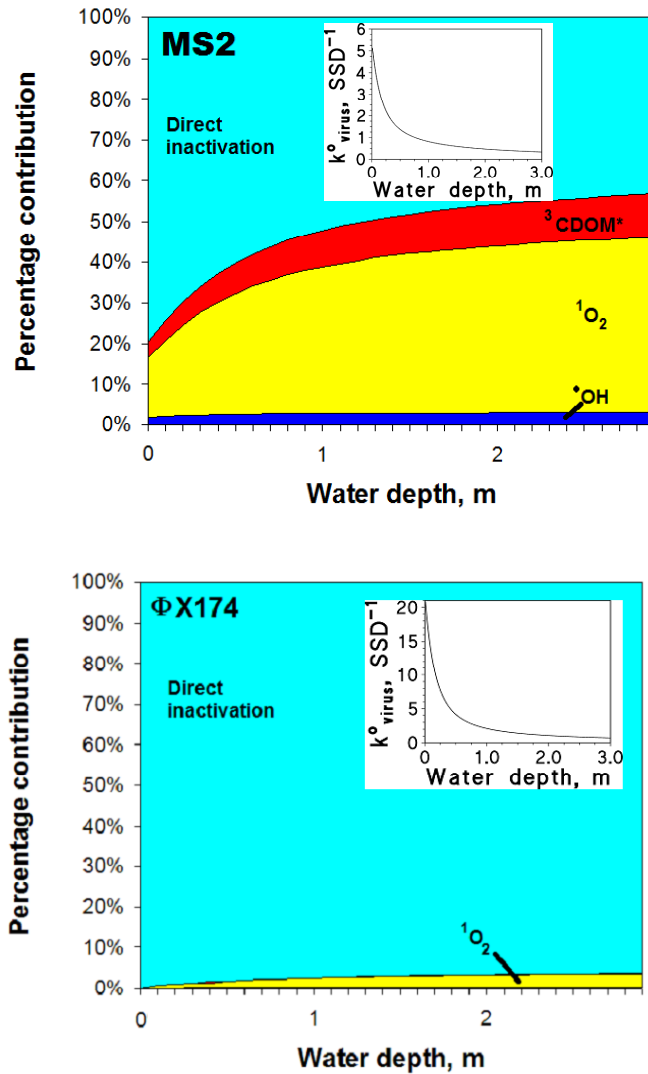 100%
90%
80%
70%
60%
50%
40%
30%
20%
10%
0%
Percentage contribution
MS2
Direct
inactivation
6
5
4
3
2
1
0
k°virus, SSD⁻¹
0
1.0
2.0
3.0
Water depth, m
³CDOM*
¹O₂
•OH
0
1
2
Water depth, m
100%
90%
80%
70%
60%
50%
40%
30%
20%
10%
0%
Percentage contribution
ΦX174
Direct
inactivation
20
15
10
5
0
k°virus, SSD⁻¹
0
1.0
2.0
3.0
Water depth, m
¹O₂
0
1
2
Water depth, m